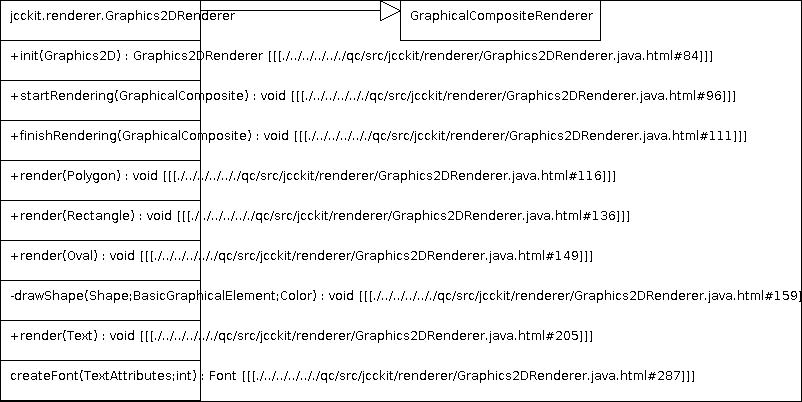 jcckit.renderer.Graphics2DRenderer
GraphicalCompositeRenderer
+init(Graphics2D) : Graphics2DRenderer [[[./../../../../../qc/src/jcckit/renderer/Graphics2DRenderer.java.html#84]]]
+startRendering(GraphicalComposite) : void [[[./../../../../../qc/src/jcckit/renderer/Graphics2DRenderer.java.html#96]]]
+finishRendering(GraphicalComposite) : void [[[./../../../../../qc/src/jcckit/renderer/Graphics2DRenderer.java.html#111]]]
+render(Polygon) : void [[[./../../../../../qc/src/jcckit/renderer/Graphics2DRenderer.java.html#116]]]
+render(Rectangle) : void [[[./../../../../../qc/src/jcckit/renderer/Graphics2DRenderer.java.html#136]]]
+render(Oval) : void [[[./../../../../../qc/src/jcckit/renderer/Graphics2DRenderer.java.html#149]]]
-drawShape(Shape;BasicGraphicalElement;Color) : void [[[./../../../../../qc/src/jcckit/renderer/Graphics2DRenderer.java.html#159]
+render(Text) : void [[[./../../../../../qc/src/jcckit/renderer/Graphics2DRenderer.java.html#205]]]
createFont(TextAttributes;int) : Font [[[./../../../../../qc/src/jcckit/renderer/Graphics2DRenderer.java.html#287]]]